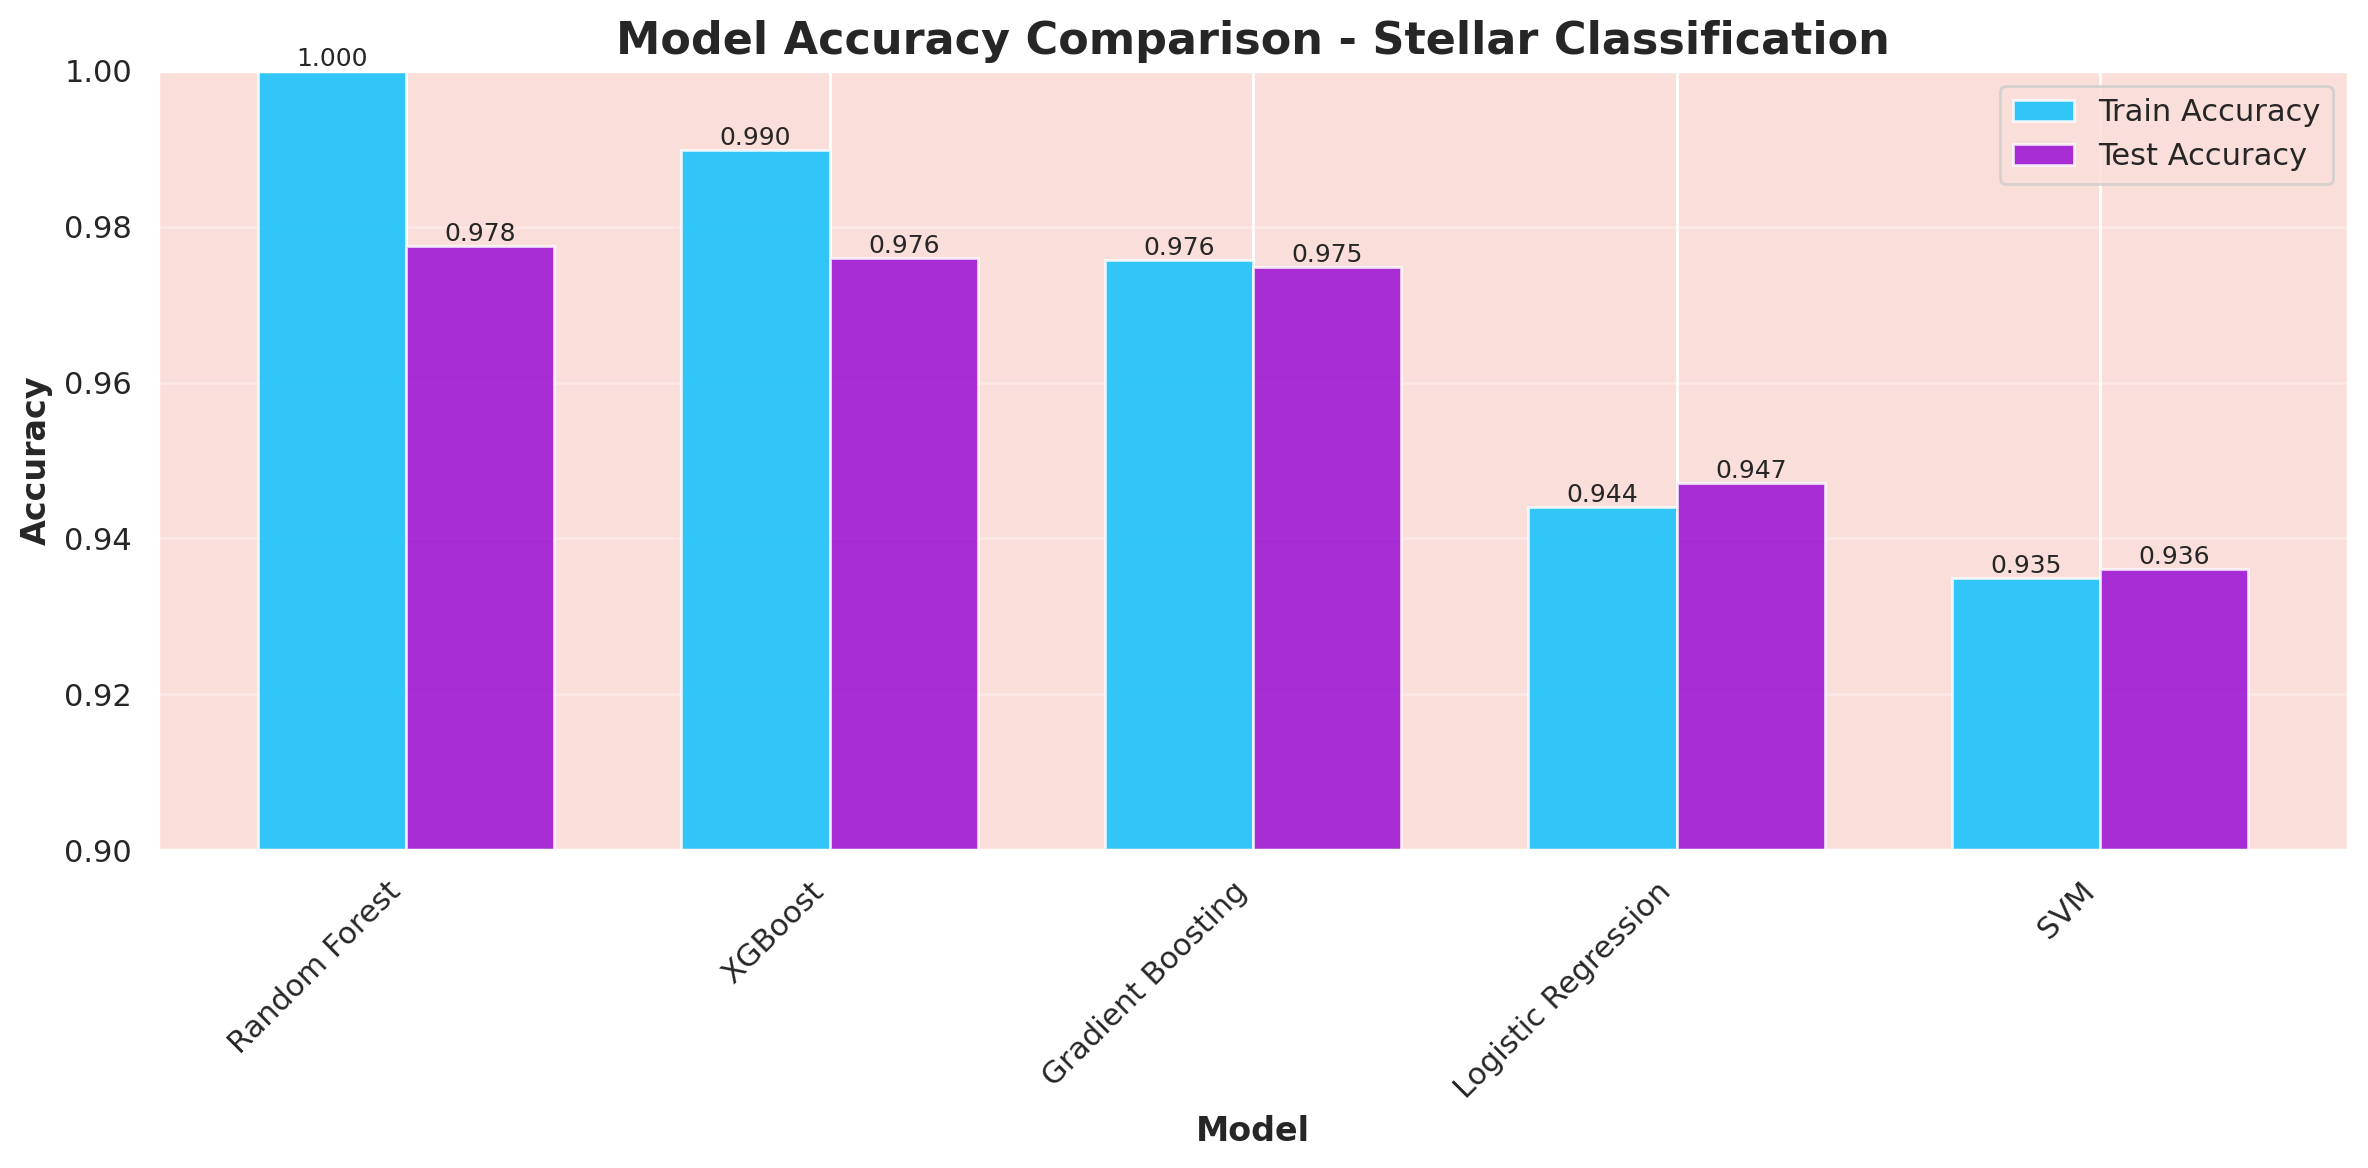 Model Accuracy Comparison - Stellar Classification
Train Accuracy
Test Accuracy
Accuracy
1.00
0.98
0.96
0.94
0.92
0.90
1.000
0.978
0.990
0.976
0.976
0.975
0.944
0.947
0.935
0.936
Random Forest
XGBoost
Gradient Boosting
Logistic Regression
SVM
Model